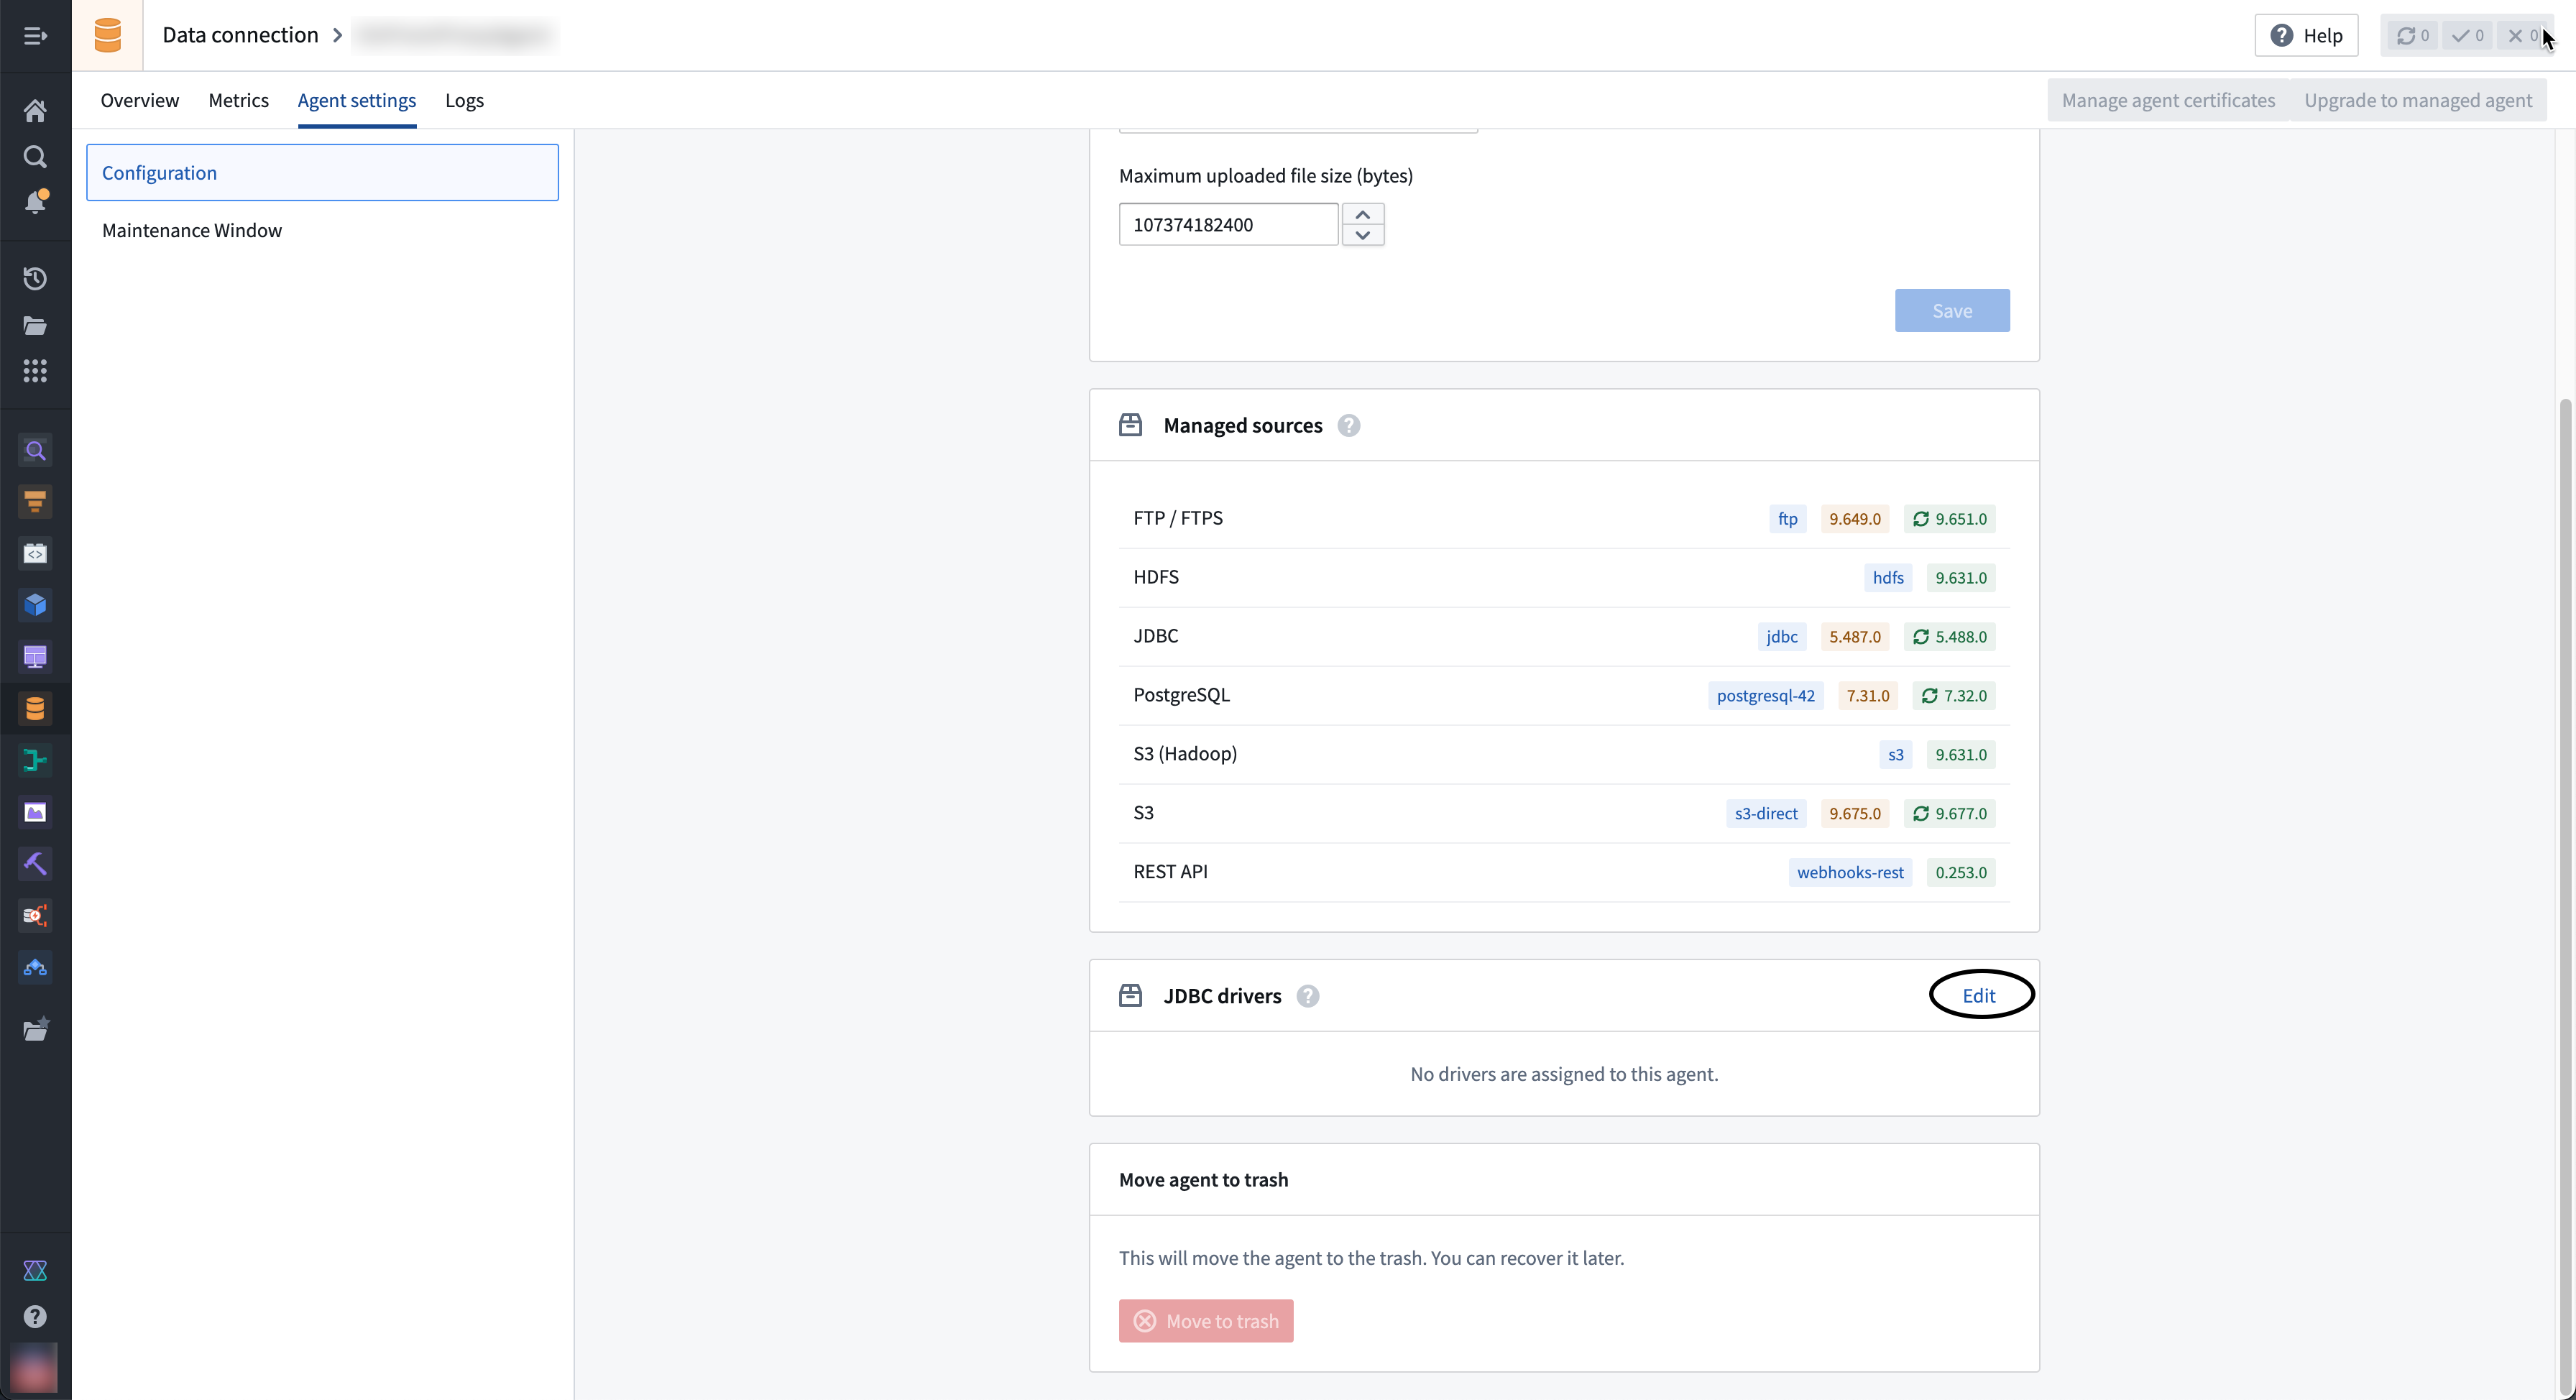 Data connection
Help
0 0 0
Overview Metrics Agent settings Logs
Manage agent certificates Upgrade to managed agent
Configuration
Maintenance Window
Maximum uploaded file size (bytes)
107374182400
Save
Managed sources
FTP / FTPS ftp 9.649.0 9.651.0
HDFS hdfs 9.631.0
JDBC jdbc 5.487.0 5.488.0
PostgreSQL postgresql-42 7.31.0 7.32.0
S3 (Hadoop) s3 9.631.0
S3 s3-direct 9.675.0 9.677.0
REST API webhooks-rest 0.253.0
JDBC drivers Edit
No drivers are assigned to this agent.
Move agent to trash
This will move the agent to the trash. You can recover it later.
Move to trash